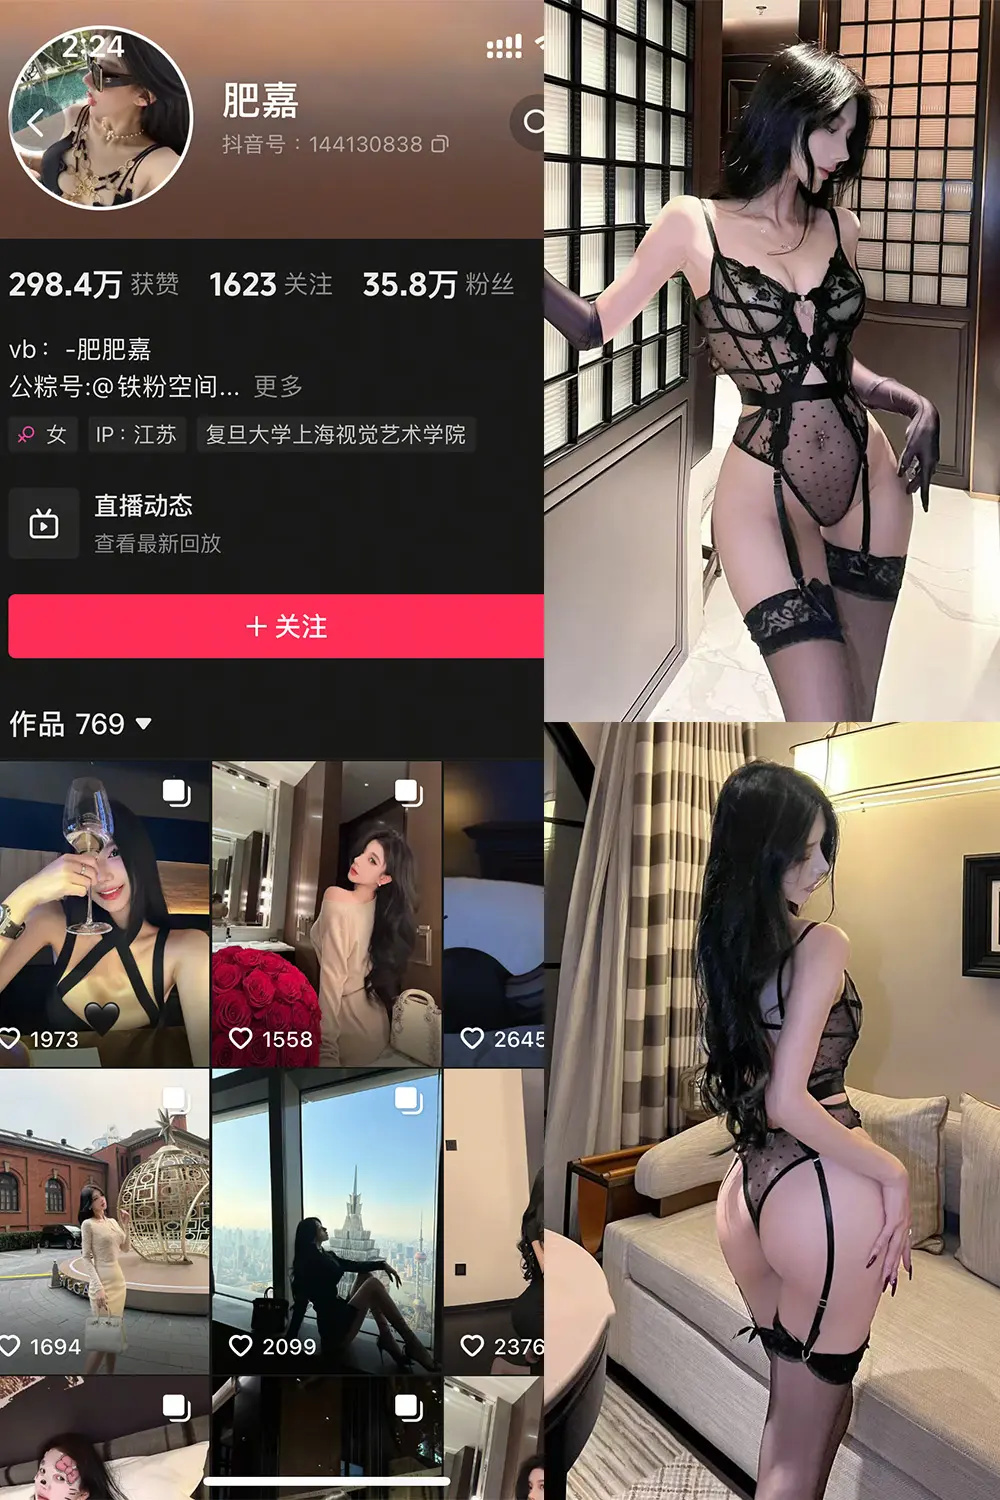 2:24
肥嘉
抖音号：144130838
298.4万 获赞 1623 关注 35.8万 粉丝
vb：-肥肥嘉
公粽号:@铁粉空间... 更多
女 IP：江苏 复旦大学上海视觉艺术学院
直播动态
查看最新回放
＋关注
作品 769
1973 1558 2645
1694 2099 2376